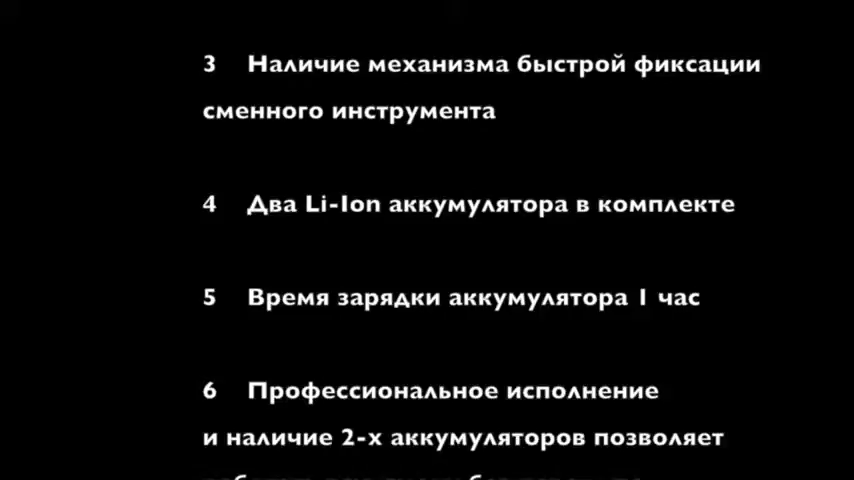 3 Наличие механизма быстрой фиксации
сменного инструмента
4 Два Li-Ion аккумулятора в комплекте
5 Время зарядки аккумулятора 1 час
6 Профессиональное исполнение
и наличие 2-х аккумуляторов позволяет